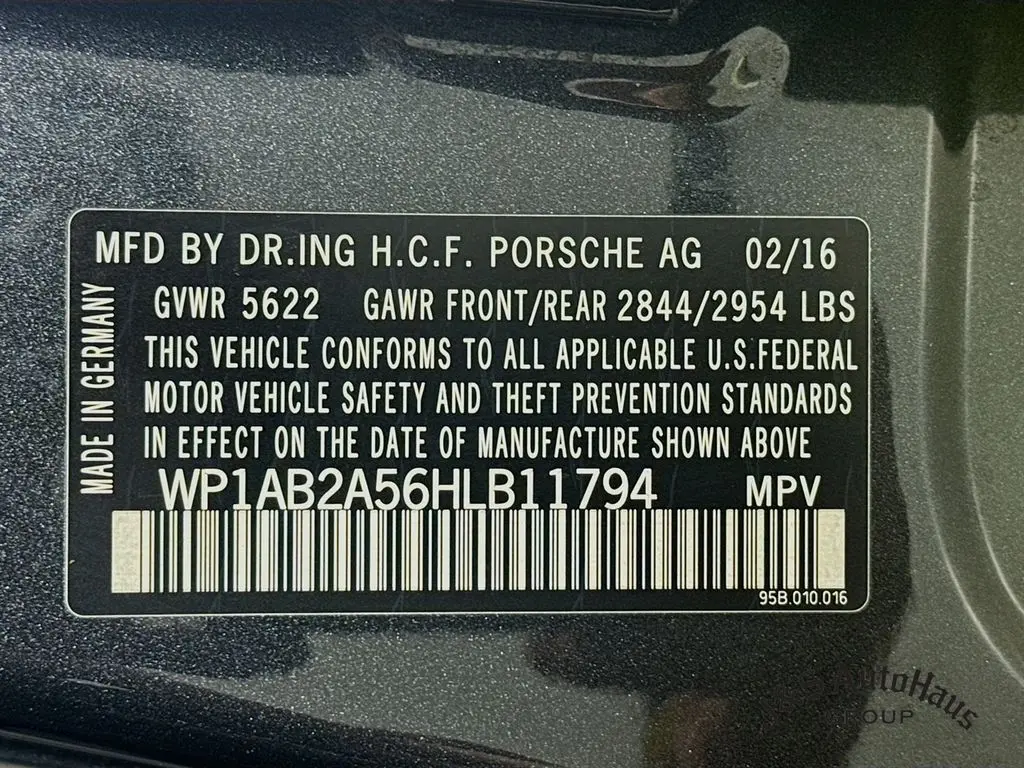 MFD BY DR.ING H.C.F. PORSCHE AG 02/16
GVWR 5622 GAWR FRONT/REAR 2844/2954 LBS
THIS VEHICLE CONFORMS TO ALL APPLICABLE U.S.FEDERAL
MOTOR VEHICLE SAFETY AND THEFT PREVENTION STANDARDS
IN EFFECT ON THE DATE OF MANUFACTURE SHOWN ABOVE
WP1AB2A56HLB11794 MPV
95B.010.016
MADE IN GERMANY
AutoHaus
GROUP